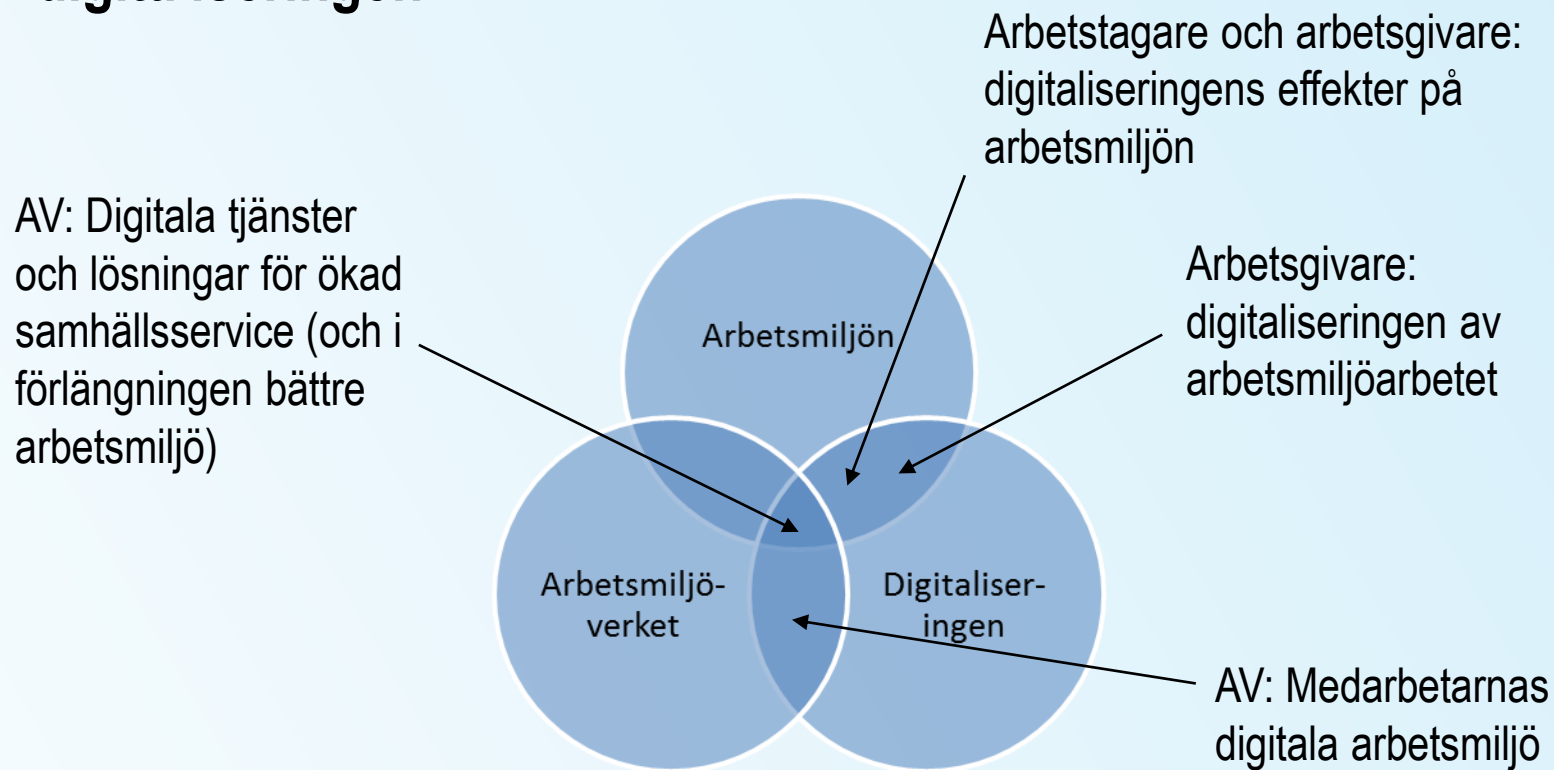 digitaliseringen
Arbetstagare och arbetsgivare:
digitaliseringens effekter på
arbetsmiljön
AV: Digitala tjänster
och lösningar för ökad
samhällsservice (och i
förlängningen bättre
arbetsmiljö)
Arbetsgivare:
digitaliseringen av
arbetsmiljöarbetet
Arbetsmiljön
Arbetsmiljö-
verket
Digitaliser-
ingen
AV: Medarbetarnas
digitala arbetsmiljö